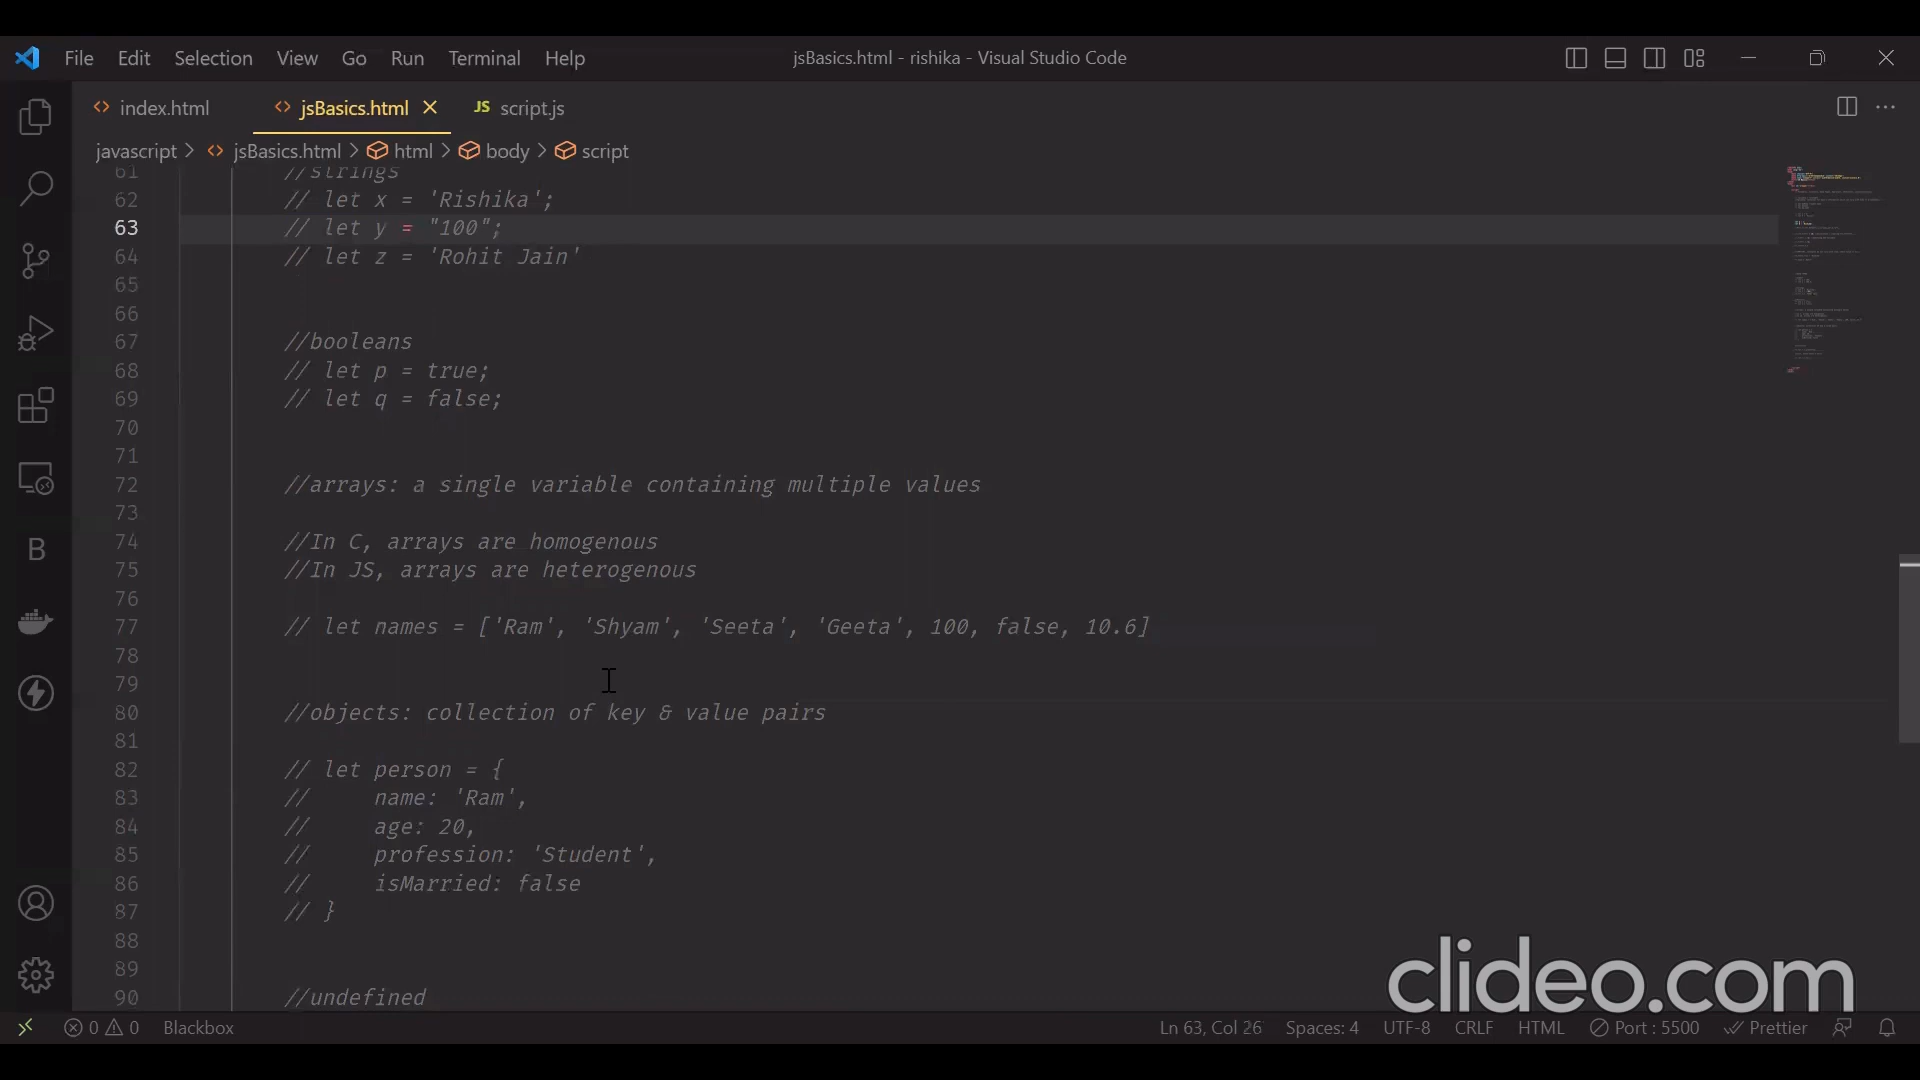 File Edit Selection View Go Run Terminal Help jsBasics.html - rishika - Visual Studio Code
index.html jsBasics.html JS script.js
javascript > jsBasics.html > html > body > script
61 //strings
62 // let x = 'Rishika';
63 // let y = "100";
64 // let z = 'Rohit Jain'
65
66
67 //booleans
68 // let p = true;
69 // let q = false;
70
71
72 //arrays: a single variable containing multiple values
73
74 //In C, arrays are homogenous
75 //In JS, arrays are heterogenous
76
77 // let names = ['Ram', 'Shyam', 'Seeta', 'Geeta', 100, false, 10.6]
78
79
80 //objects: collection of key & value pairs
81
82 // let person = {
83 //     name: 'Ram',
84 //     age: 20,
85 //     profession: 'Student',
86 //     isMarried: false
87 // }
88
89
90 //undefined
B
clideo.com
0 0 Blackbox Ln 63, Col 26 Spaces: 4 UTF-8 CRLF HTML Port : 5500 Prettier